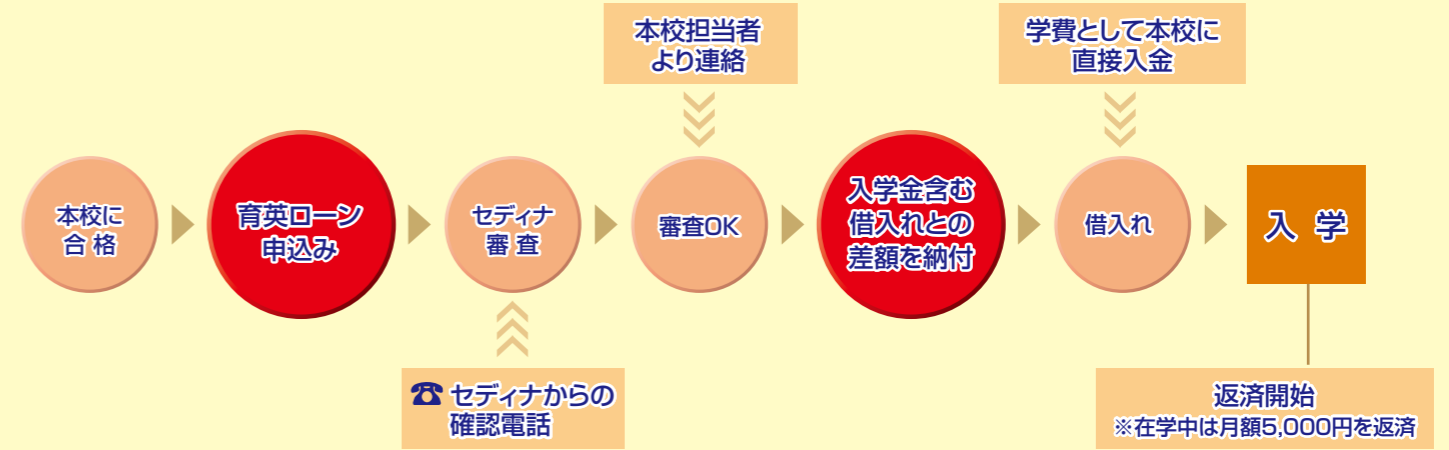 本校担当者
より連絡
学費として本校に
直接入金
本校に
合 格
育英ローン
申込み
セディナ
審 査
審査OK
入学金含む
借入れとの
差額を納付
借入れ
入 学
☎ セディナからの
確認電話
返済開始
※在学中は月額5,000円を返済